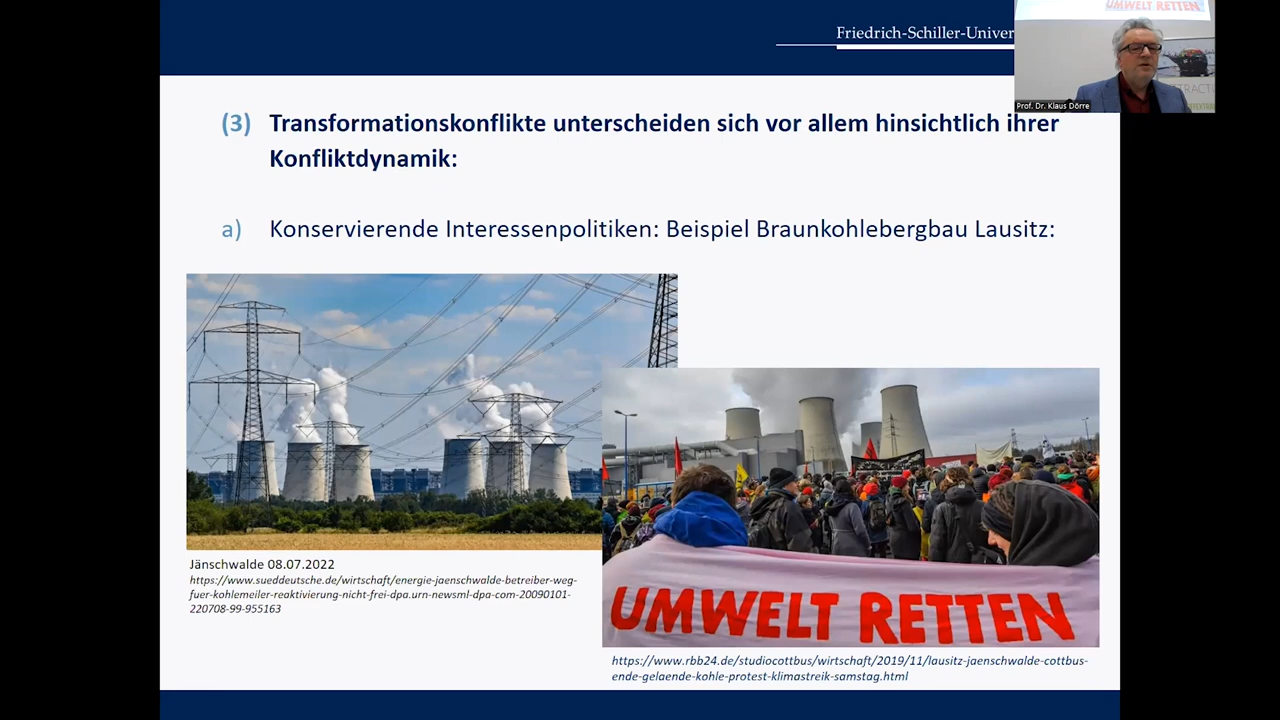 Friedrich-Schiller-Univer
UMWELT RETTEN
Prof. Dr. Klaus Dörre
(3) Transformationskonflikte unterscheiden sich vor allem hinsichtlich ihrer
Konfliktdynamik:
a) Konservierende Interessenpolitiken: Beispiel Braunkohlebergbau Lausitz:
Jänschwalde 08.07.2022
https://www.sueddeutsche.de/wirtschaft/energie-jaenschwalde-betreiber-weg-
fuer-kohlemeiler-reaktivierung-nicht-frei-dpa.urn-newsml-dpa-com-20090101-
220708-99-955163
UMWELT RETTEN
https://www.rbb24.de/studiocottbus/wirtschaft/2019/11/lausitz-jaenschwalde-cottbus-
ende-gelaende-kohle-protest-klimastreik-samstag.html